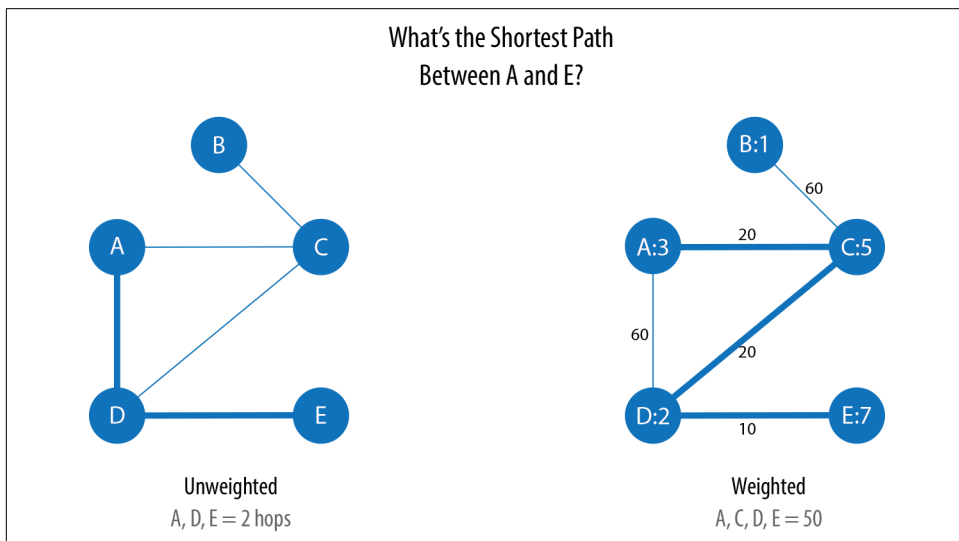 What's the Shortest Path
Between A and E?
B
A
C
D
E
Unweighted
A, D, E = 2 hops
B:1
60
A:3
20
C:5
60
20
D:2
10
E:7
Weighted
A, C, D, E = 50